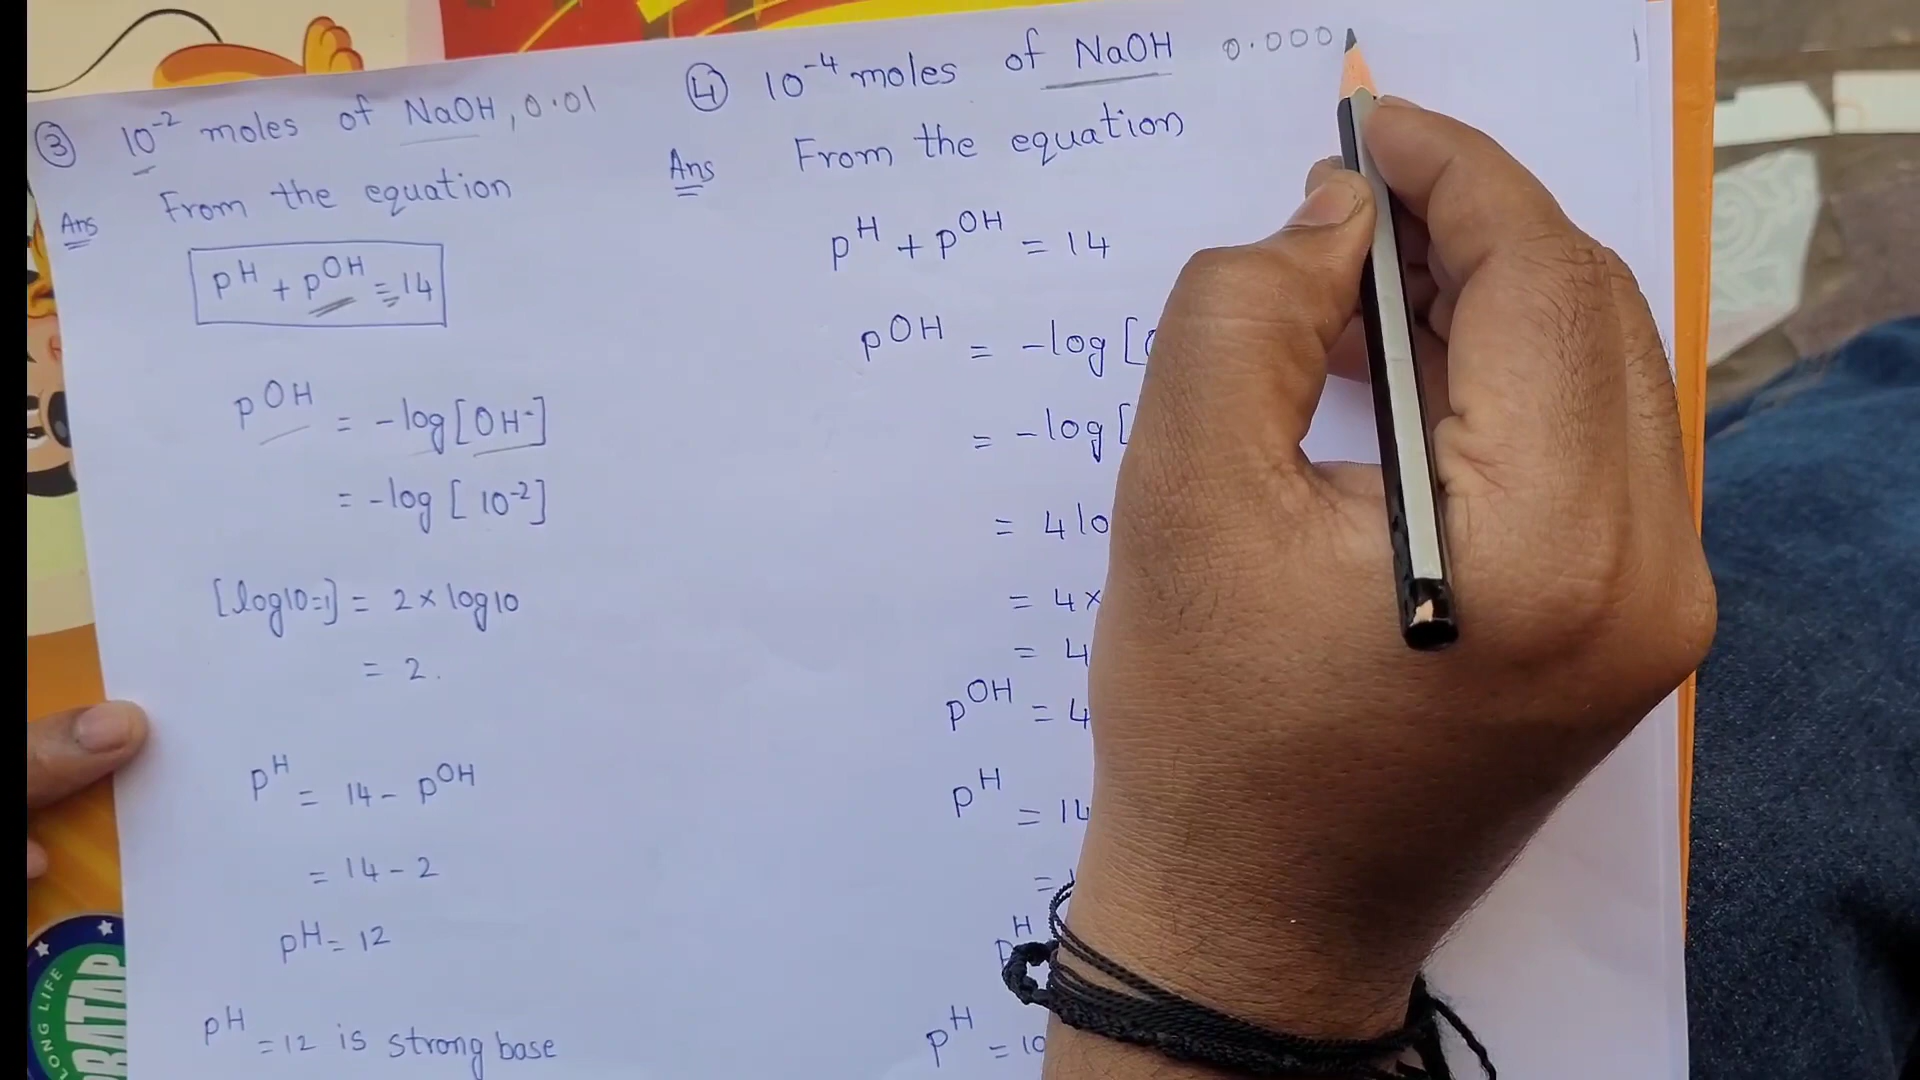 ③ 10⁻² moles of NaOH, 0.01
Ans From the equation
pᴴ + pᴼᴴ = 14
pᴼᴴ = -log [OH-]
= -log [ 10⁻²]
[log10=1] = 2 × log10
= 2.
pᴴ = 14 - pᴼᴴ
= 14 - 2
pH = 12
pᴴ = 12 is strong base
④ 10⁻⁴ moles of NaOH 0.000
Ans From the equation
pᴴ + pᴼᴴ = 14
pᴼᴴ = -log [
= -log [
= 4 lo
= 4×
= 4
pᴼᴴ = 4
pᴴ = 14
=
pᴴ
pᴴ = 10
LONG LIFE